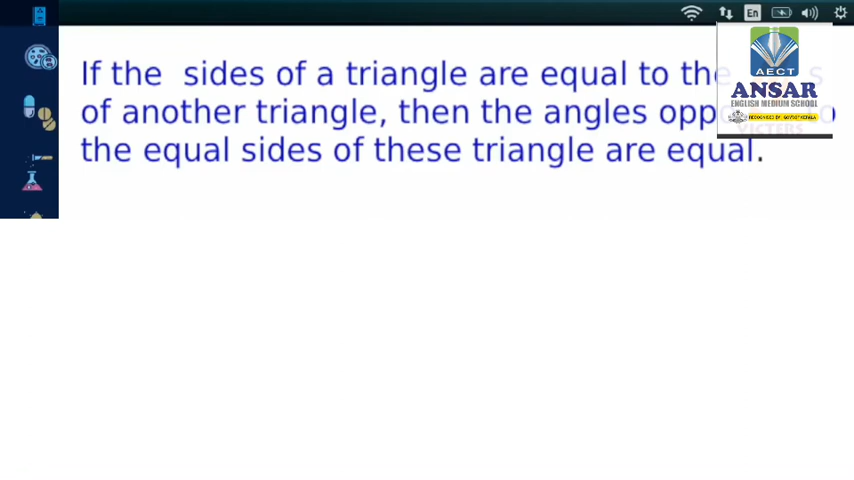 En
If the sides of a triangle are equal to the
of another triangle, then the angles
the equal sides of these triangle are equal.
AECT
ANSAR
ENGLISH MEDIUM SCHOOL
VICTERS